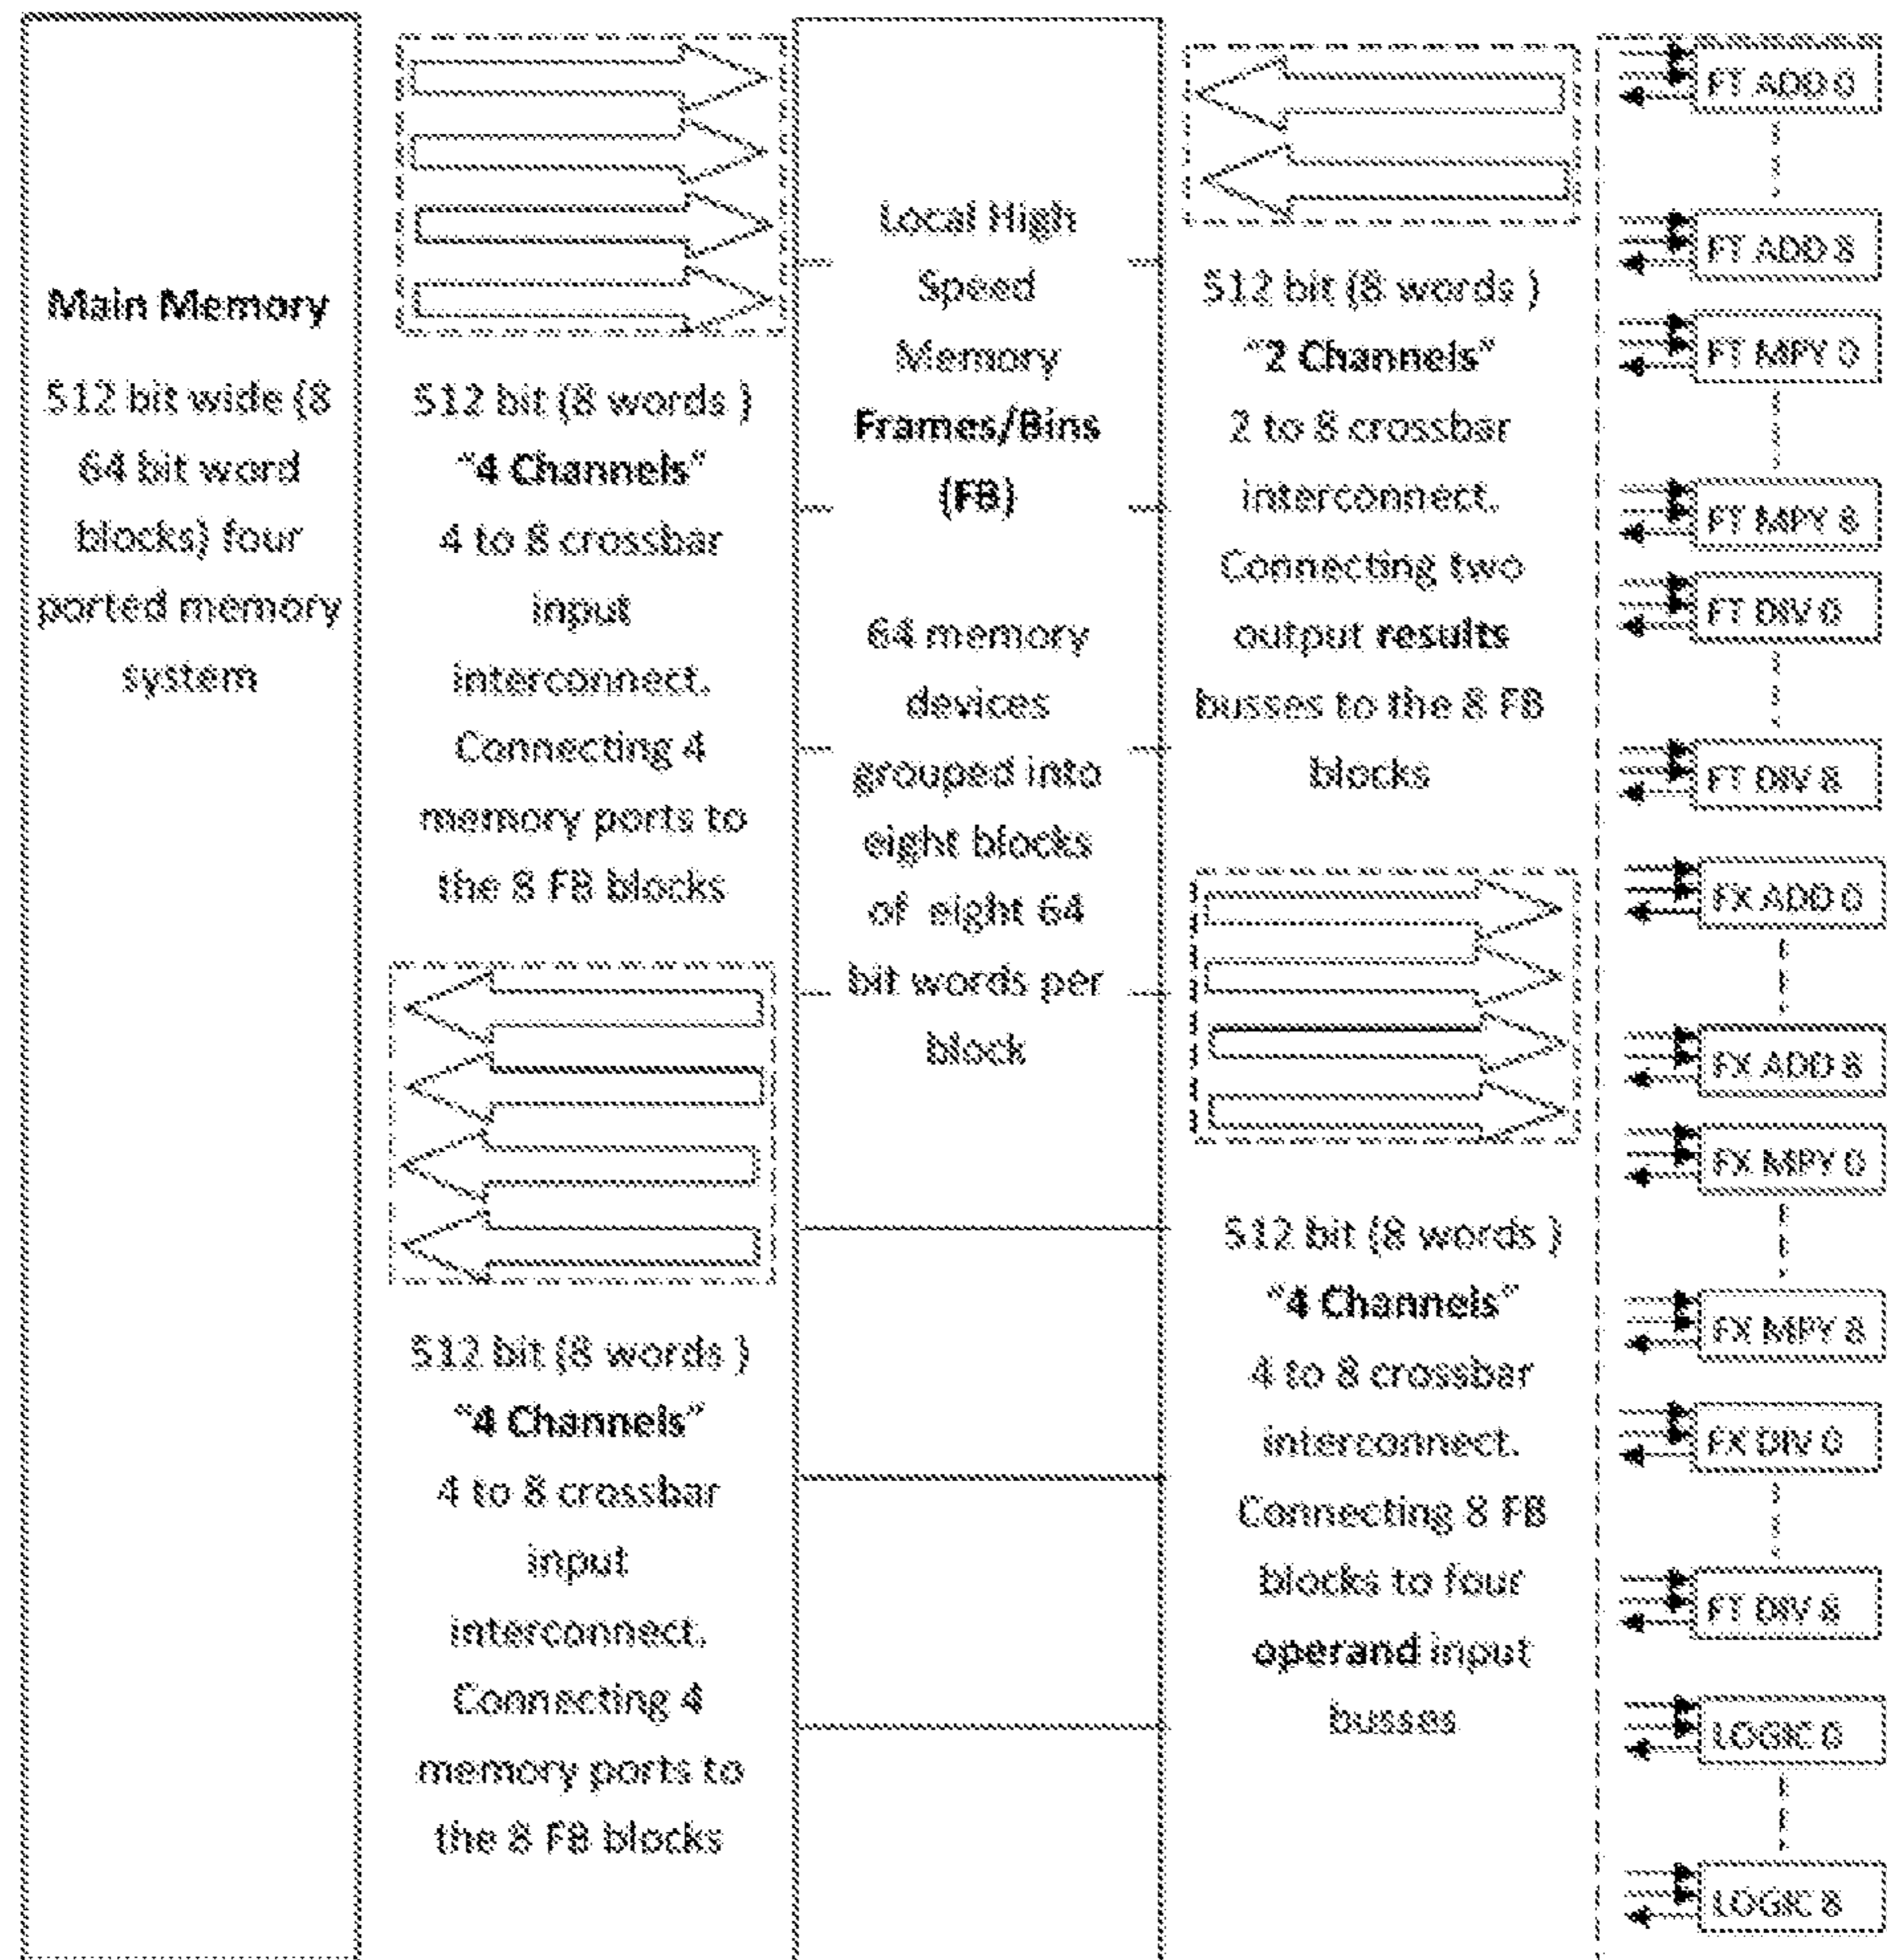 Main Memory
512 bit wide (8
64 bit word
blocks) four
ported memory
system
512 bit (8 words )
"4 Channels"
4 to 8 crossbar
input
interconnect.
Connecting 4
memory ports to
the 8 FB blocks
512 bit (8 words )
"4 Channels"
4 to 8 crossbar
input
interconnect.
Connecting 4
memory ports to
the 8 FB blocks
Local High
Speed
Memory
Frames/Bins
(FB)
64 memory
devices
grouped into
eight blocks
of eight 64
bit words per
block
512 bit (8 words )
"2 Channels"
2 to 8 crossbar
interconnect.
Connecting two
output results
busses to the 8 FB
blocks
512 bit (8 words )
"4 Channels"
4 to 8 crossbar
interconnect.
Connecting 8 FB
blocks to four
operand input
busses
FT ADD 0
FT ADD 8
FT MPY 0
FT MPY 8
FT DIV 0
FT DIV 8
FX ADD 0
FX ADD 8
FX MPY 0
FX MPY 8
FX DIV 0
FT DIV 8
LOGIC 0
LOGIC 8